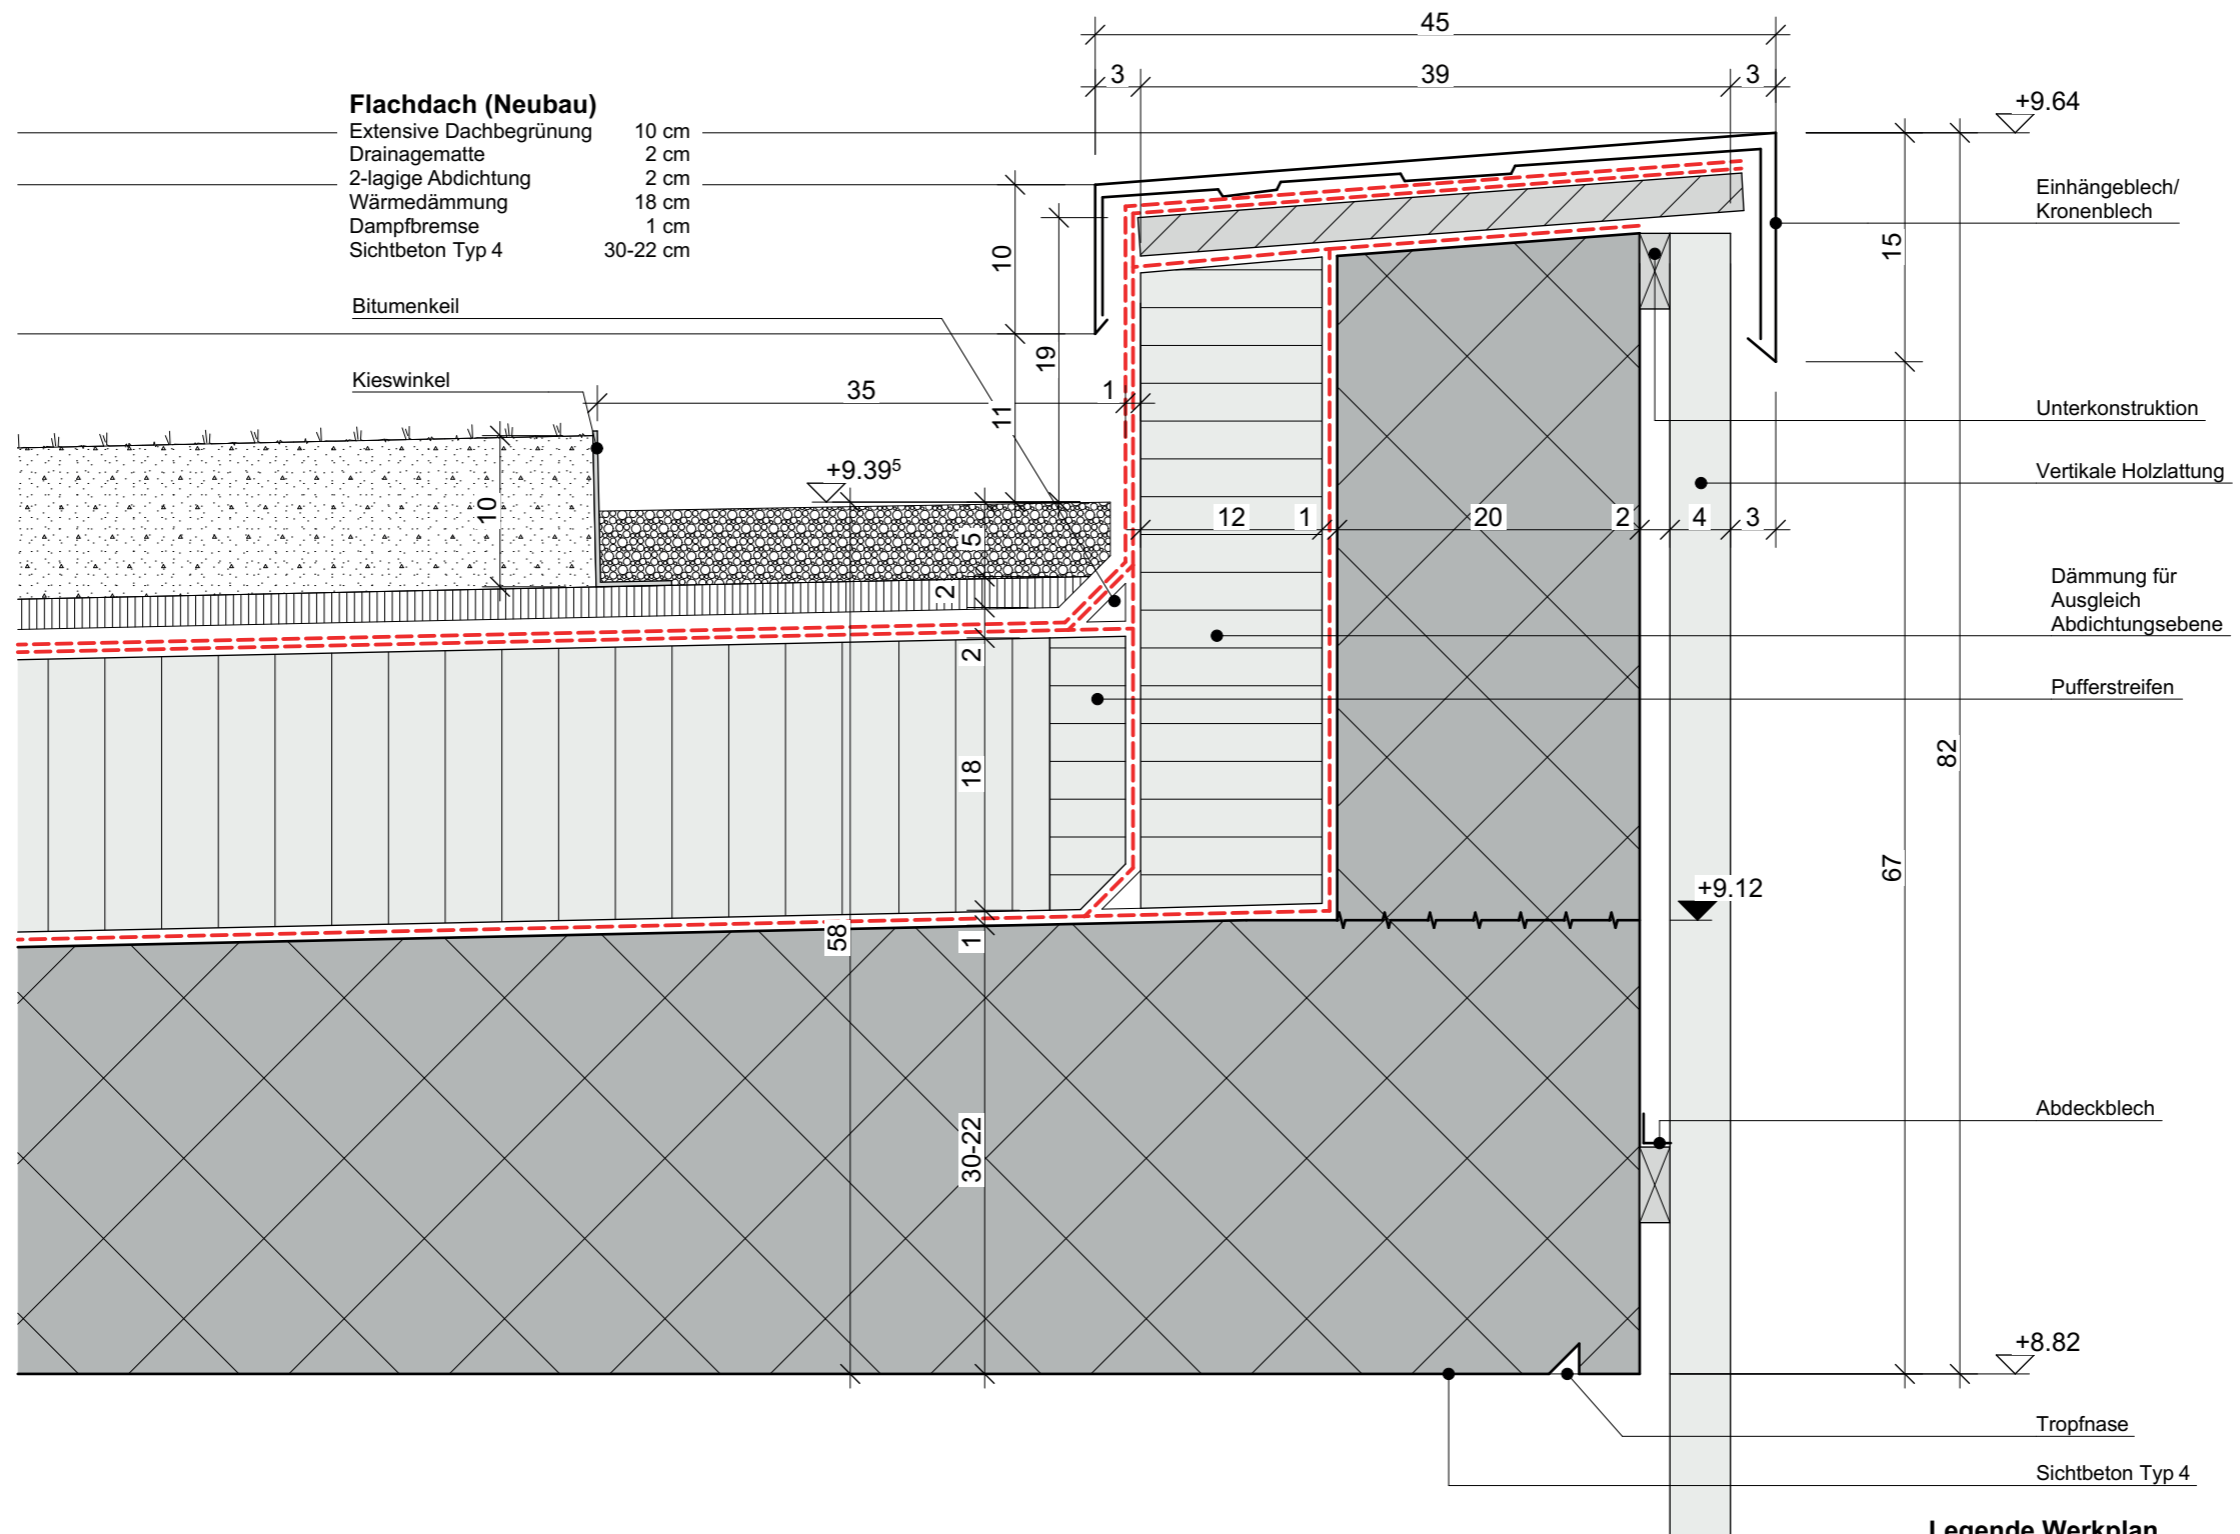 45
3 39 3
+9.64
Flachdach (Neubau)
Extensive Dachbegrünung 10 cm
Drainagematte 2 cm
2-lagige Abdichtung 2 cm
Wärmedämmung 18 cm
Dampfbremse 1 cm
Sichtbeton Typ 4 30-22 cm
Einhängeblech/
Kronenblech
10
15
Bitumenkeil
19
Kieswinkel
35
1
11
Unterkonstruktion
+9.39⁵
Vertikale Holzlattung
10
5
12 1 20 2 4 3
Dämmung für
Ausgleich
Abdichtungsebene
2
2
Pufferstreifen
18
82
67
+9.12
58
1
Abdeckblech
30-22
+8.82
Tropfnase
Sichtbeton Typ 4
Legende Werkplan